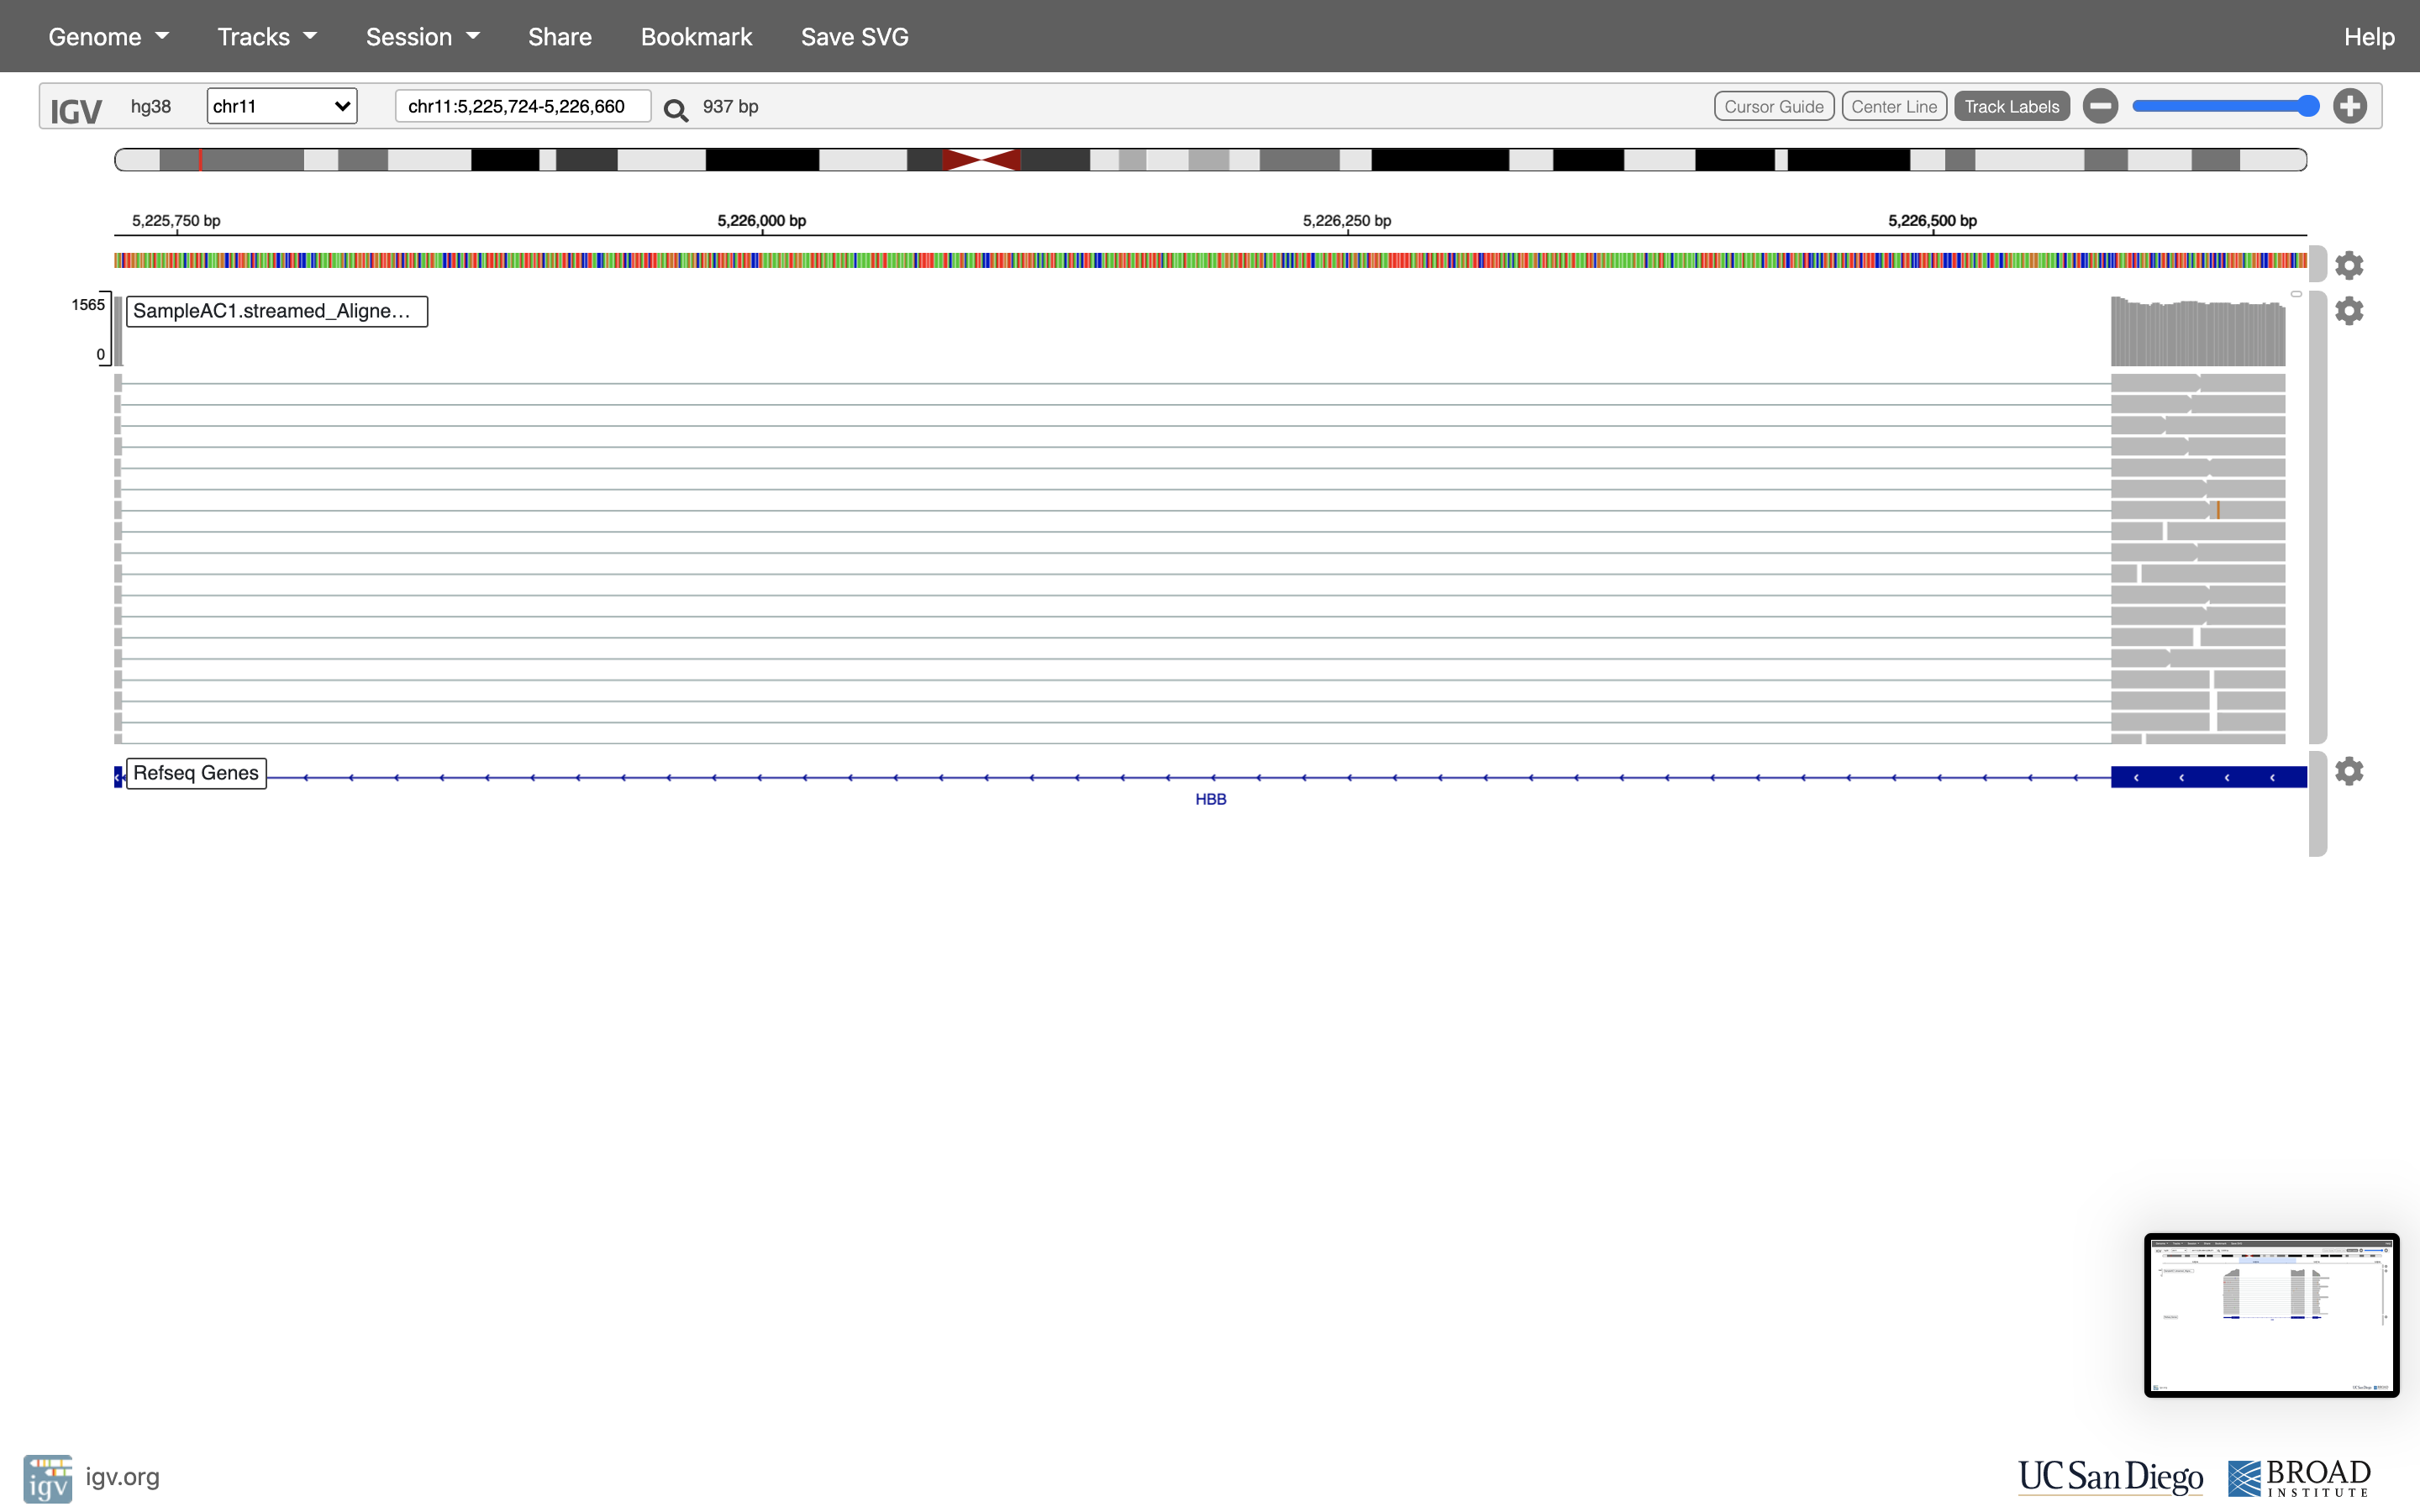 Genome Tracks Session Share Bookmark Save SVG Help
IGV hg38 chr11 chr11:5,225,724-5,226,660 937 bp Cursor Guide Center Line Track Labels
5,225,750 bp 5,226,000 bp 5,226,250 bp 5,226,500 bp
1565
SampleAC1.streamed_Aligne...
0
Refseq Genes
HBB
igv igv.org UC San Diego BROAD
INSTITUTE